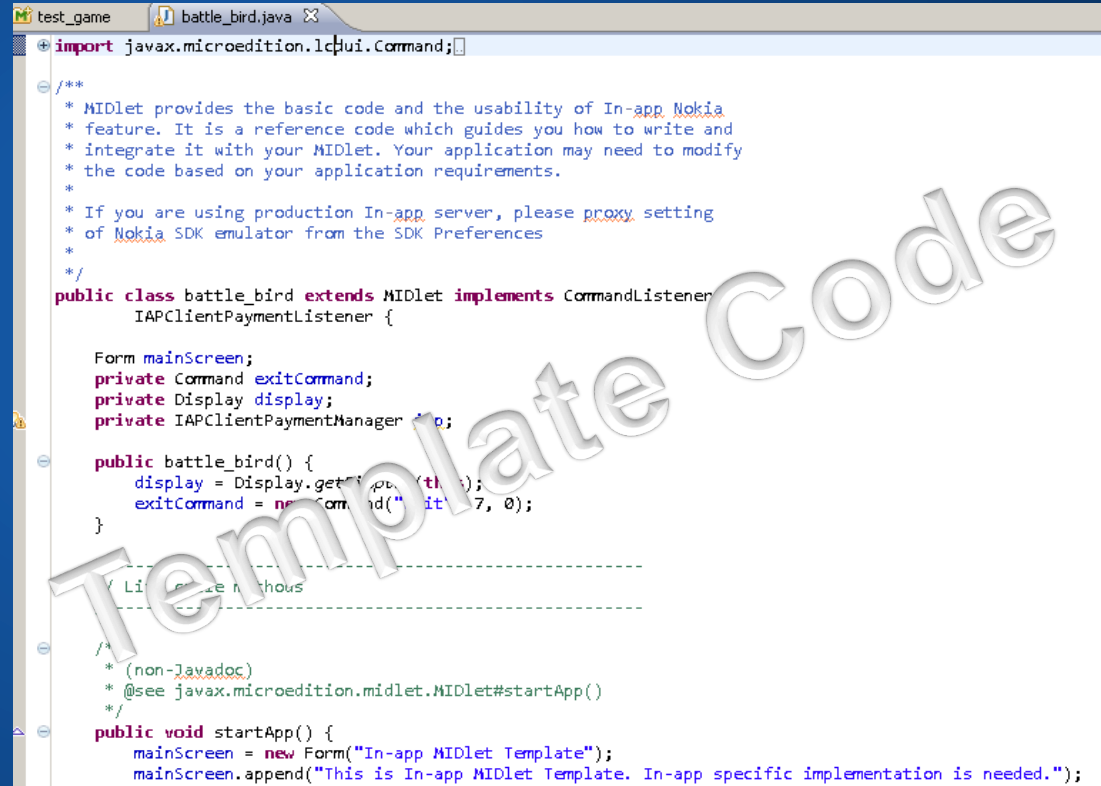 test_game battle_bird.java
import javax.microedition.lcdui.Command;
/**
* MIDlet provides the basic code and the usability of In-app Nokia
* feature. It is a reference code which guides you how to write and
* integrate it with your MIDlet. Your application may need to modify
* the code based on your application requirements.
*
* If you are using production In-app server, please proxy setting
* of Nokia SDK emulator from the SDK Preferences
*
*/
public class battle_bird extends MIDlet implements CommandListener
IAPClientPaymentListener {
Form mainScreen;
private Command exitCommand;
private Display display;
private IAPClientPaymentManager
public battle_bird() {
display = Display.
exitCommand = 7, 0);
}
Template Code
/*
* (non-Javadoc)
* @see javax.microedition.midlet.MIDlet#startApp()
*/
public void startApp() {
mainScreen = new Form("In-app MIDlet Template");
mainScreen.append("This is In-app MIDlet Template. In-app specific implementation is needed.");